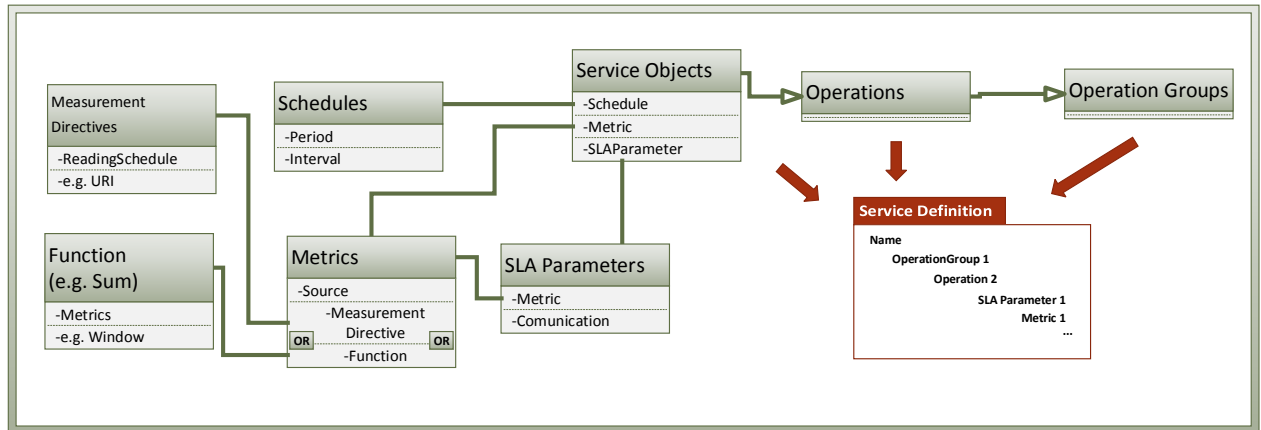 Measurement
Directives
-ReadingSchedule
-e.g. URI
Schedules
-Period
-Interval
Service Objects
-Schedule
-Metric
-SLAParameter
Operations
Operation Groups
Function
(e.g. Sum)
-Metrics
-e.g. Window
Metrics
-Source
-Measurement
Directive
OR
OR
-Function
SLA Parameters
-Metric
-Comunication
Service Definition
Name
OperationGroup 1
Operation 2
SLA Parameter 1
Metric 1
...